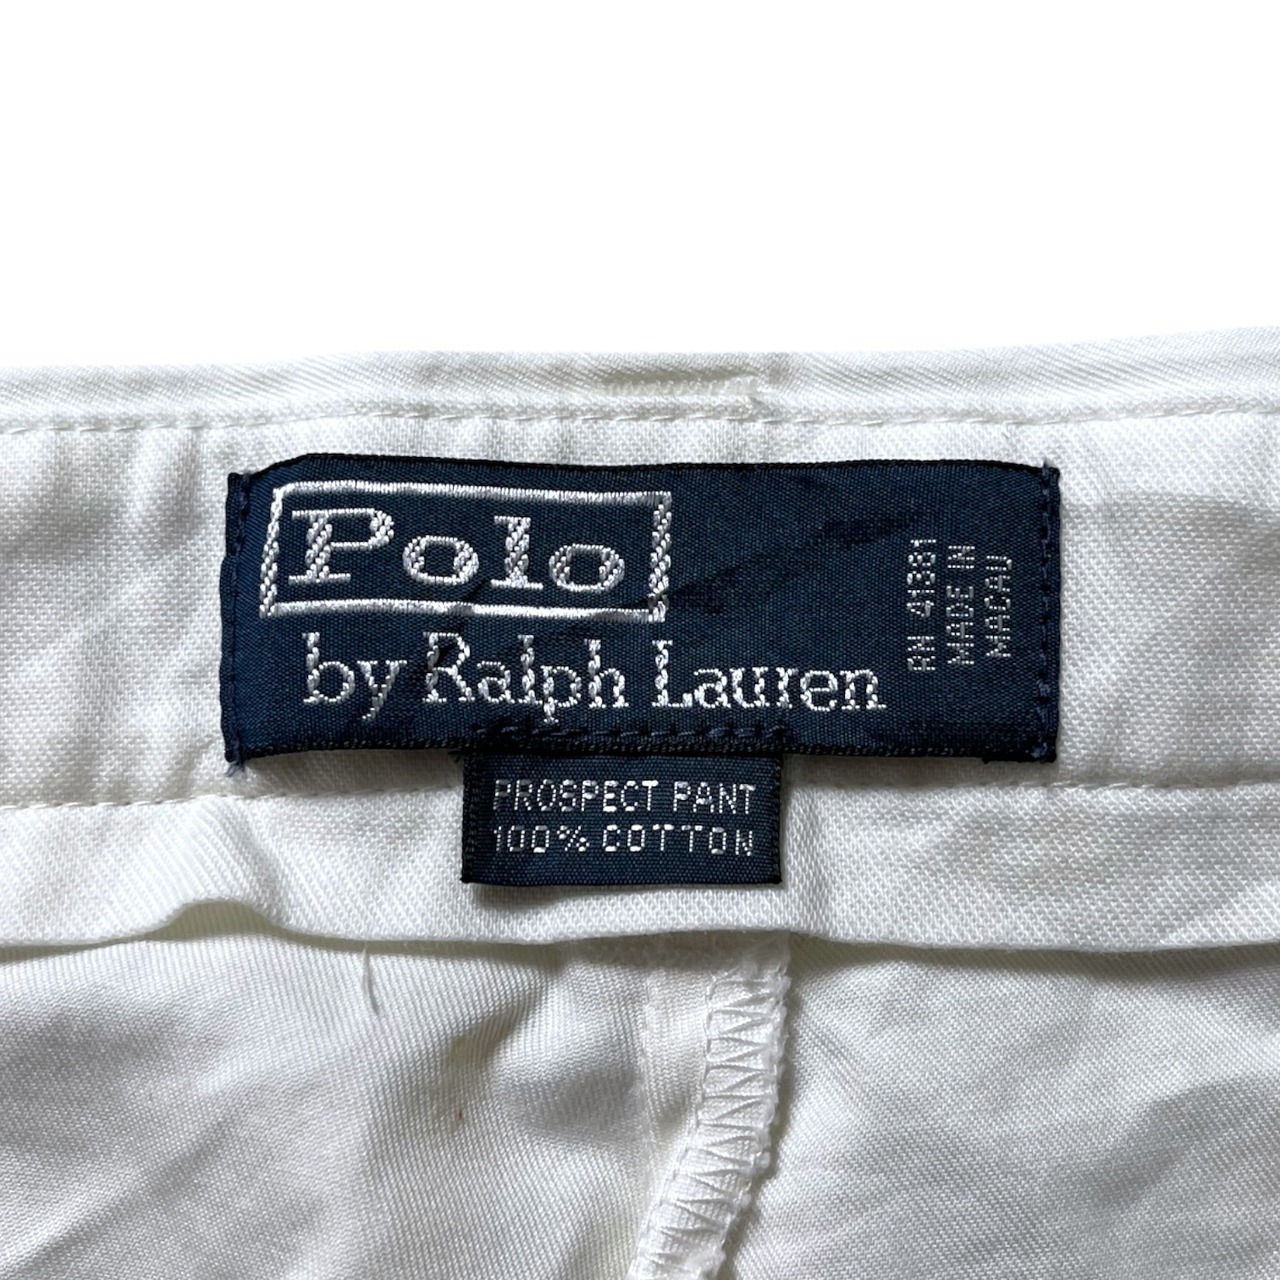 Polo
by Ralph Lauren
RN 41381
MADE IN
MACAU
PROSPECT PANT
100% COTTON